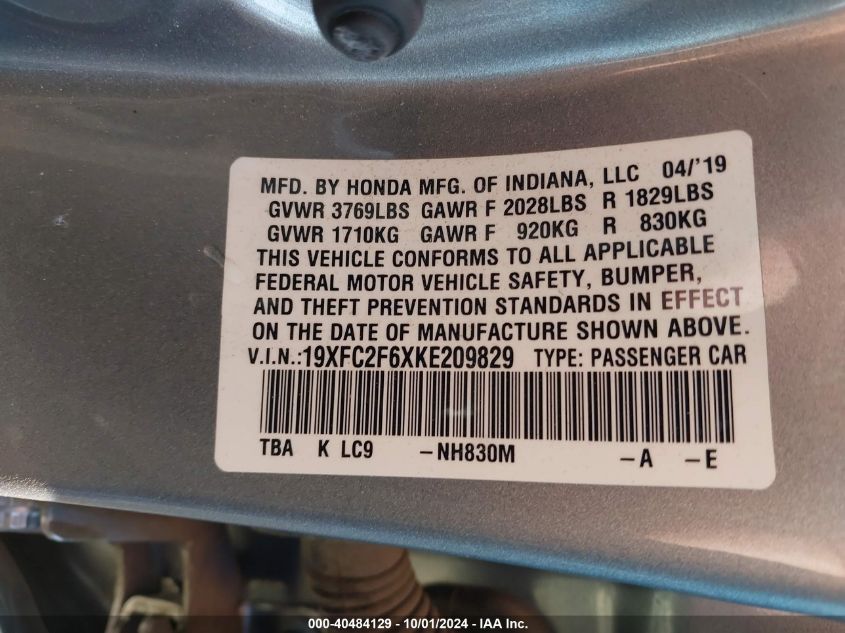 MFD. BY HONDA MFG. OF INDIANA, LLC 04/'19
GVWR 3769LBS GAWR F 2028LBS R 1829LBS
GVWR 1710KG GAWR F 920KG R 830KG
THIS VEHICLE CONFORMS TO ALL APPLICABLE
FEDERAL MOTOR VEHICLE SAFETY, BUMPER,
AND THEFT PREVENTION STANDARDS IN EFFECT
ON THE DATE OF MANUFACTURE SHOWN ABOVE.
V.I.N.:19XFC2F6XKE209829 TYPE: PASSENGER CAR
TBA K LC9 –NH830M –A –E
000-40484129 - 10/01/2024 - IAA Inc.